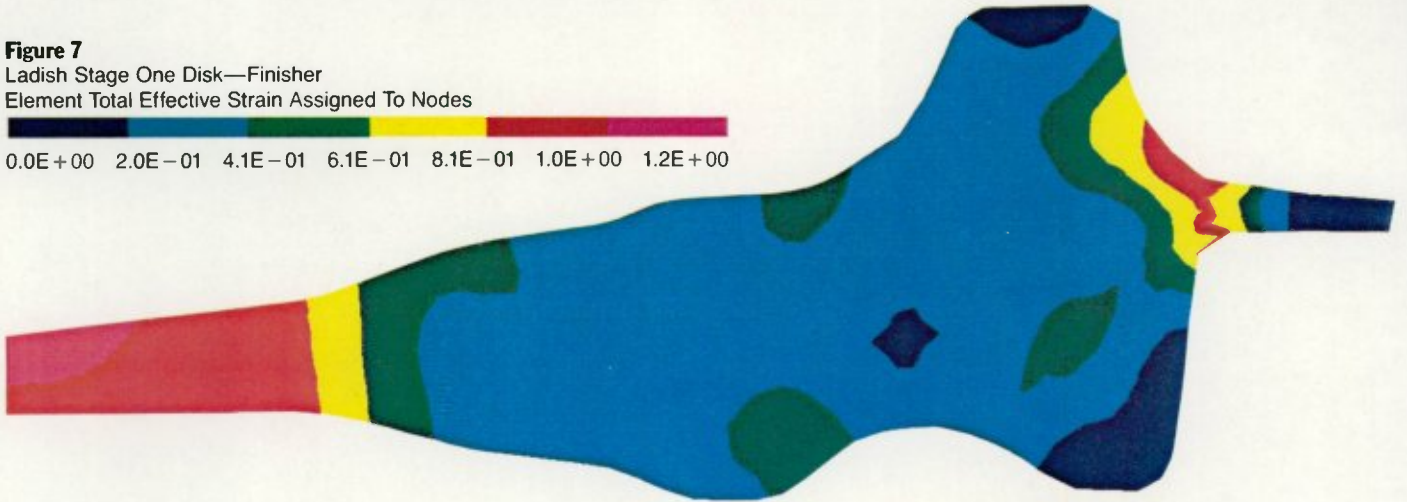 Figure 7
Ladish Stage One Disk—Finisher
Element Total Effective Strain Assigned To Nodes
0.0E+00 2.0E−01 4.1E−01 6.1E−01 8.1E−01 1.0E+00 1.2E+00